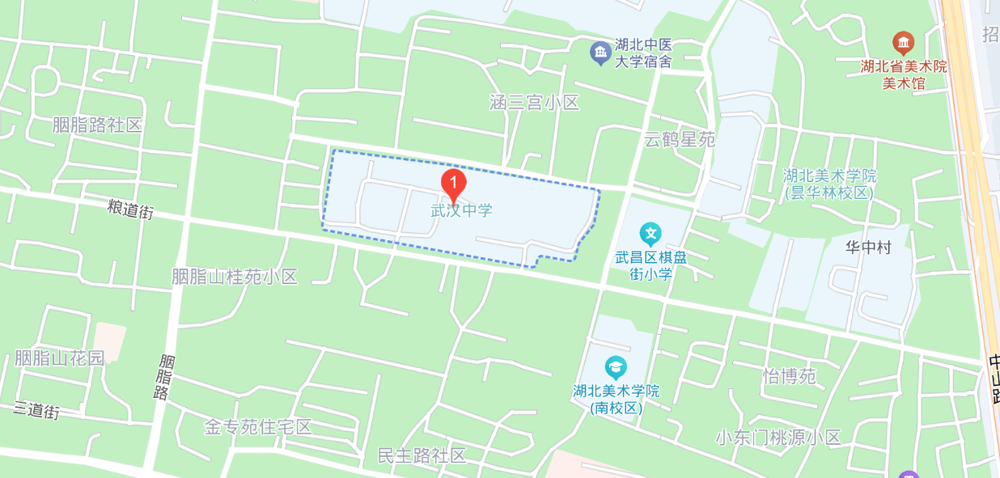 湖北中医
大学宿舍
招
湖北省美术院
美术馆
涵三宫小区
胭脂路社区
云鹤星苑
1
湖北美术学院
(昙华林校区)
粮道街
武汉中学
文
武昌区棋盘
街小学
华中村
胭脂山桂苑小区
胭脂山花园
胭脂路
怡博苑
中山路
湖北美术学院
(南校区)
三道街
金专苑住宅区
小东门桃源小区
民主路社区